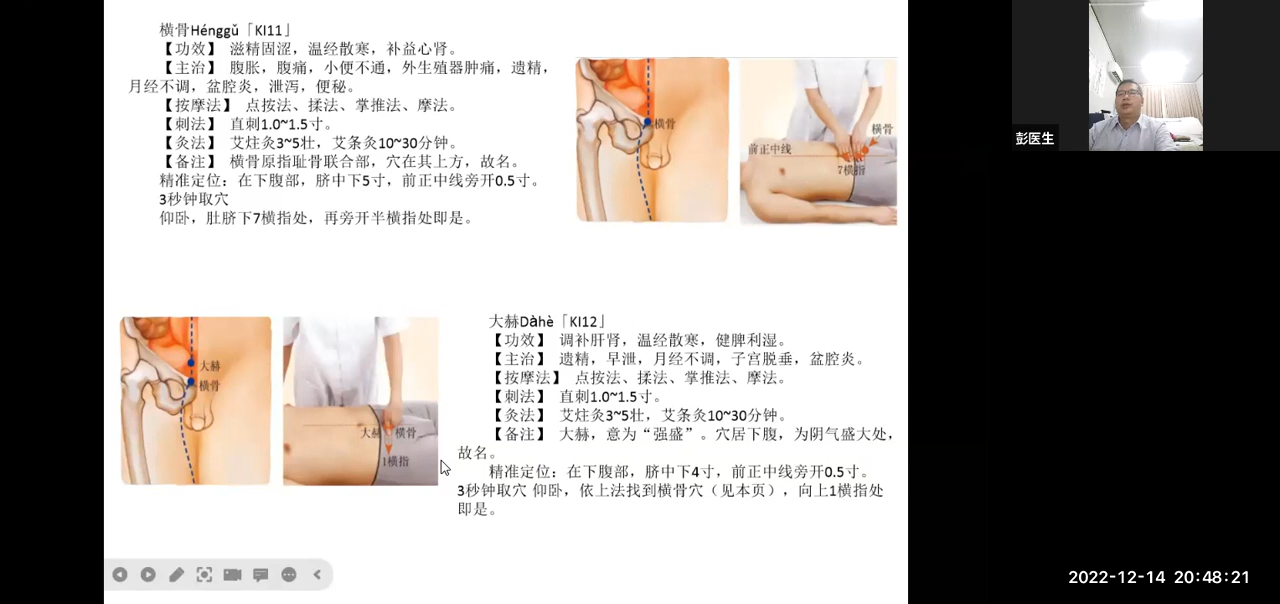 横骨Hénggǔ「KI11」
【功效】 滋精固涩，温经散寒，补益心肾。
【主治】 腹胀，腹痛，小便不通，外生殖器肿痛，遗精，
月经不调，盆腔炎，泄泻，便秘。
【按摩法】 点按法、揉法、掌推法、摩法。
【刺法】 直刺1.0~1.5寸。
【灸法】 艾炷灸3~5壮，艾条灸10~30分钟。
【备注】 横骨原指耻骨联合部，穴在其上方，故名。
精准定位：在下腹部，脐中下5寸，前正中线旁开0.5寸。
3秒钟取穴
仰卧，肚脐下7横指处，再旁开半横指处即是。
横骨
横骨
前正中线
7横指
彭医生
大赫
横骨
大赫
横骨
1横指
大赫Dàhè「KI12」
【功效】 调补肝肾，温经散寒，健脾利湿。
【主治】 遗精，早泄，月经不调，子宫脱垂，盆腔炎。
【按摩法】 点按法、揉法、掌推法、摩法。
【刺法】 直刺1.0~1.5寸。
【灸法】 艾炷灸3~5壮，艾条灸10~30分钟。
【备注】 大赫，意为“强盛”。穴居下腹，为阴气盛大处，
故名。
精准定位：在下腹部，脐中下4寸，前正中线旁开0.5寸。
3秒钟取穴 仰卧，依上法找到横骨穴（见本页），向上1横指处
即是。
2022-12-14 20:48:21